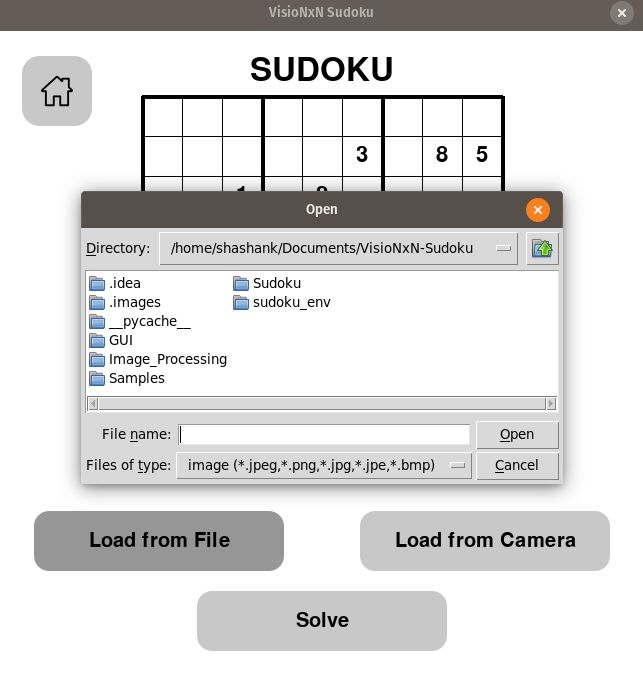 VisioNxN Sudoku
SUDOKU
3 8 5
Open
Directory: /home/shashank/Documents/VisioNxN-Sudoku
.idea Sudoku
.images sudoku_env
__pycache__
GUI
Image_Processing
Samples
File name: Open
Files of type: image (*.jpeg,*.png,*.jpg,*.jpe,*.bmp) Cancel
Load from File Load from Camera
Solve